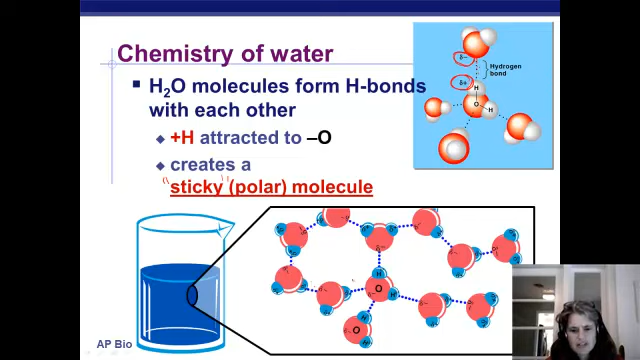 Chemistry of water
H₂O molecules form H-bonds
with each other
+H attracted to –O
creates a
sticky (polar) molecule
δ–
Hydrogen
bond
δ+
H
O
H
H
O
H
H
O
AP Bio